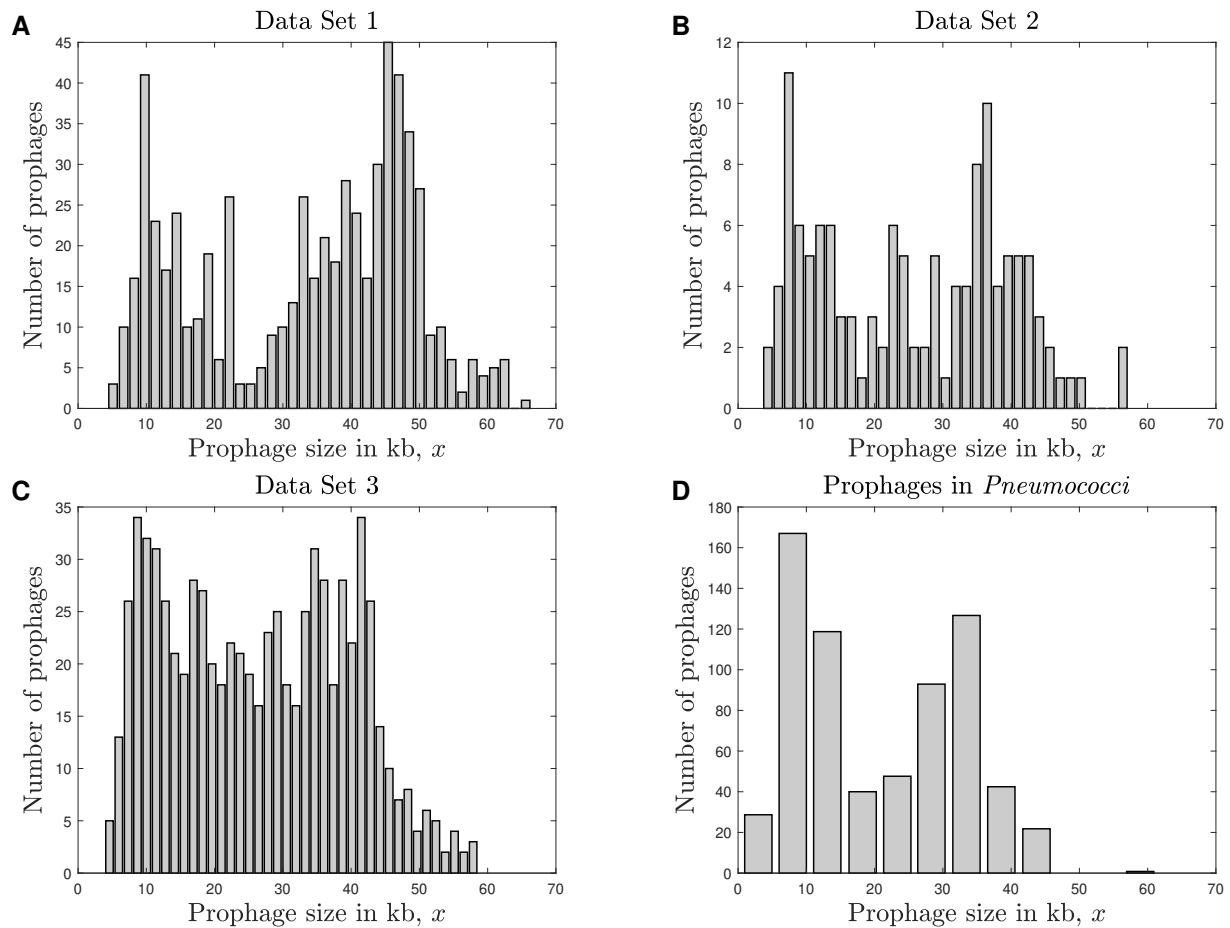 A
Data Set 1
45
40
35
30
25
20
15
10
5
0
Number of prophages
0 10 20 30 40 50 60 70
Prophage size in kb, x
B
Data Set 2
12
10
8
6
4
2
0
Number of prophages
0 10 20 30 40 50 60 70
Prophage size in kb, x
C
Data Set 3
35
30
25
20
15
10
5
0
Number of prophages
0 10 20 30 40 50 60 70
Prophage size in kb, x
D
Prophages in Pneumococci
180
160
140
120
100
80
60
40
20
0
Number of prophages
0 10 20 30 40 50 60 70
Prophage size in kb, x